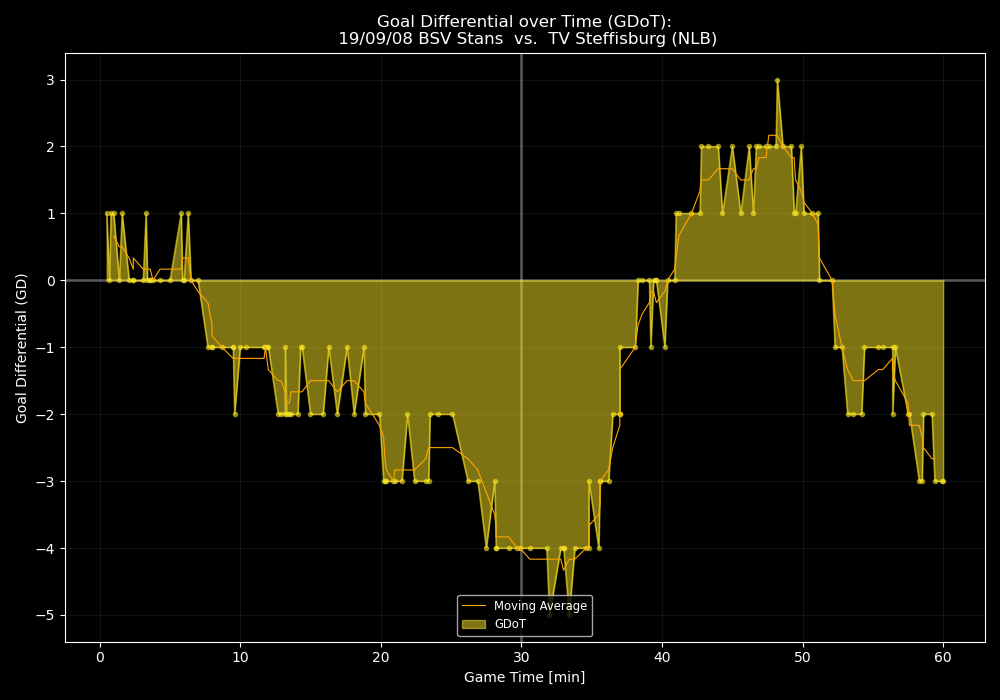 Goal Differential over Time (GDoT):
19/09/08 BSV Stans  vs.  TV Steffisburg (NLB)
Goal Differential (GD)
3
2
1
0
−1
−2
−3
−4
−5
Moving Average
GDoT
0 10 20 30 40 50 60
Game Time [min]